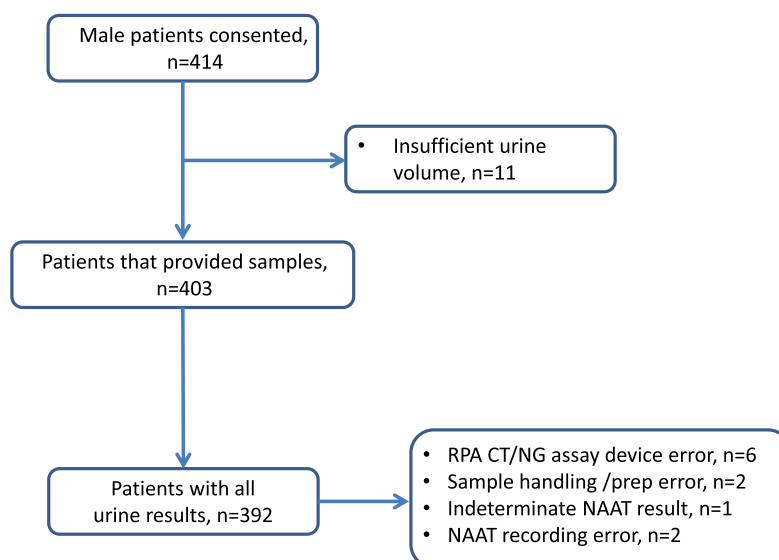 Male patients consented,
n=414
• Insufficient urine
volume, n=11
Patients that provided samples,
n=403
Patients with all
urine results, n=392
• RPA CT/NG assay device error, n=6
• Sample handling /prep error, n=2
• Indeterminate NAAT result, n=1
• NAAT recording error, n=2